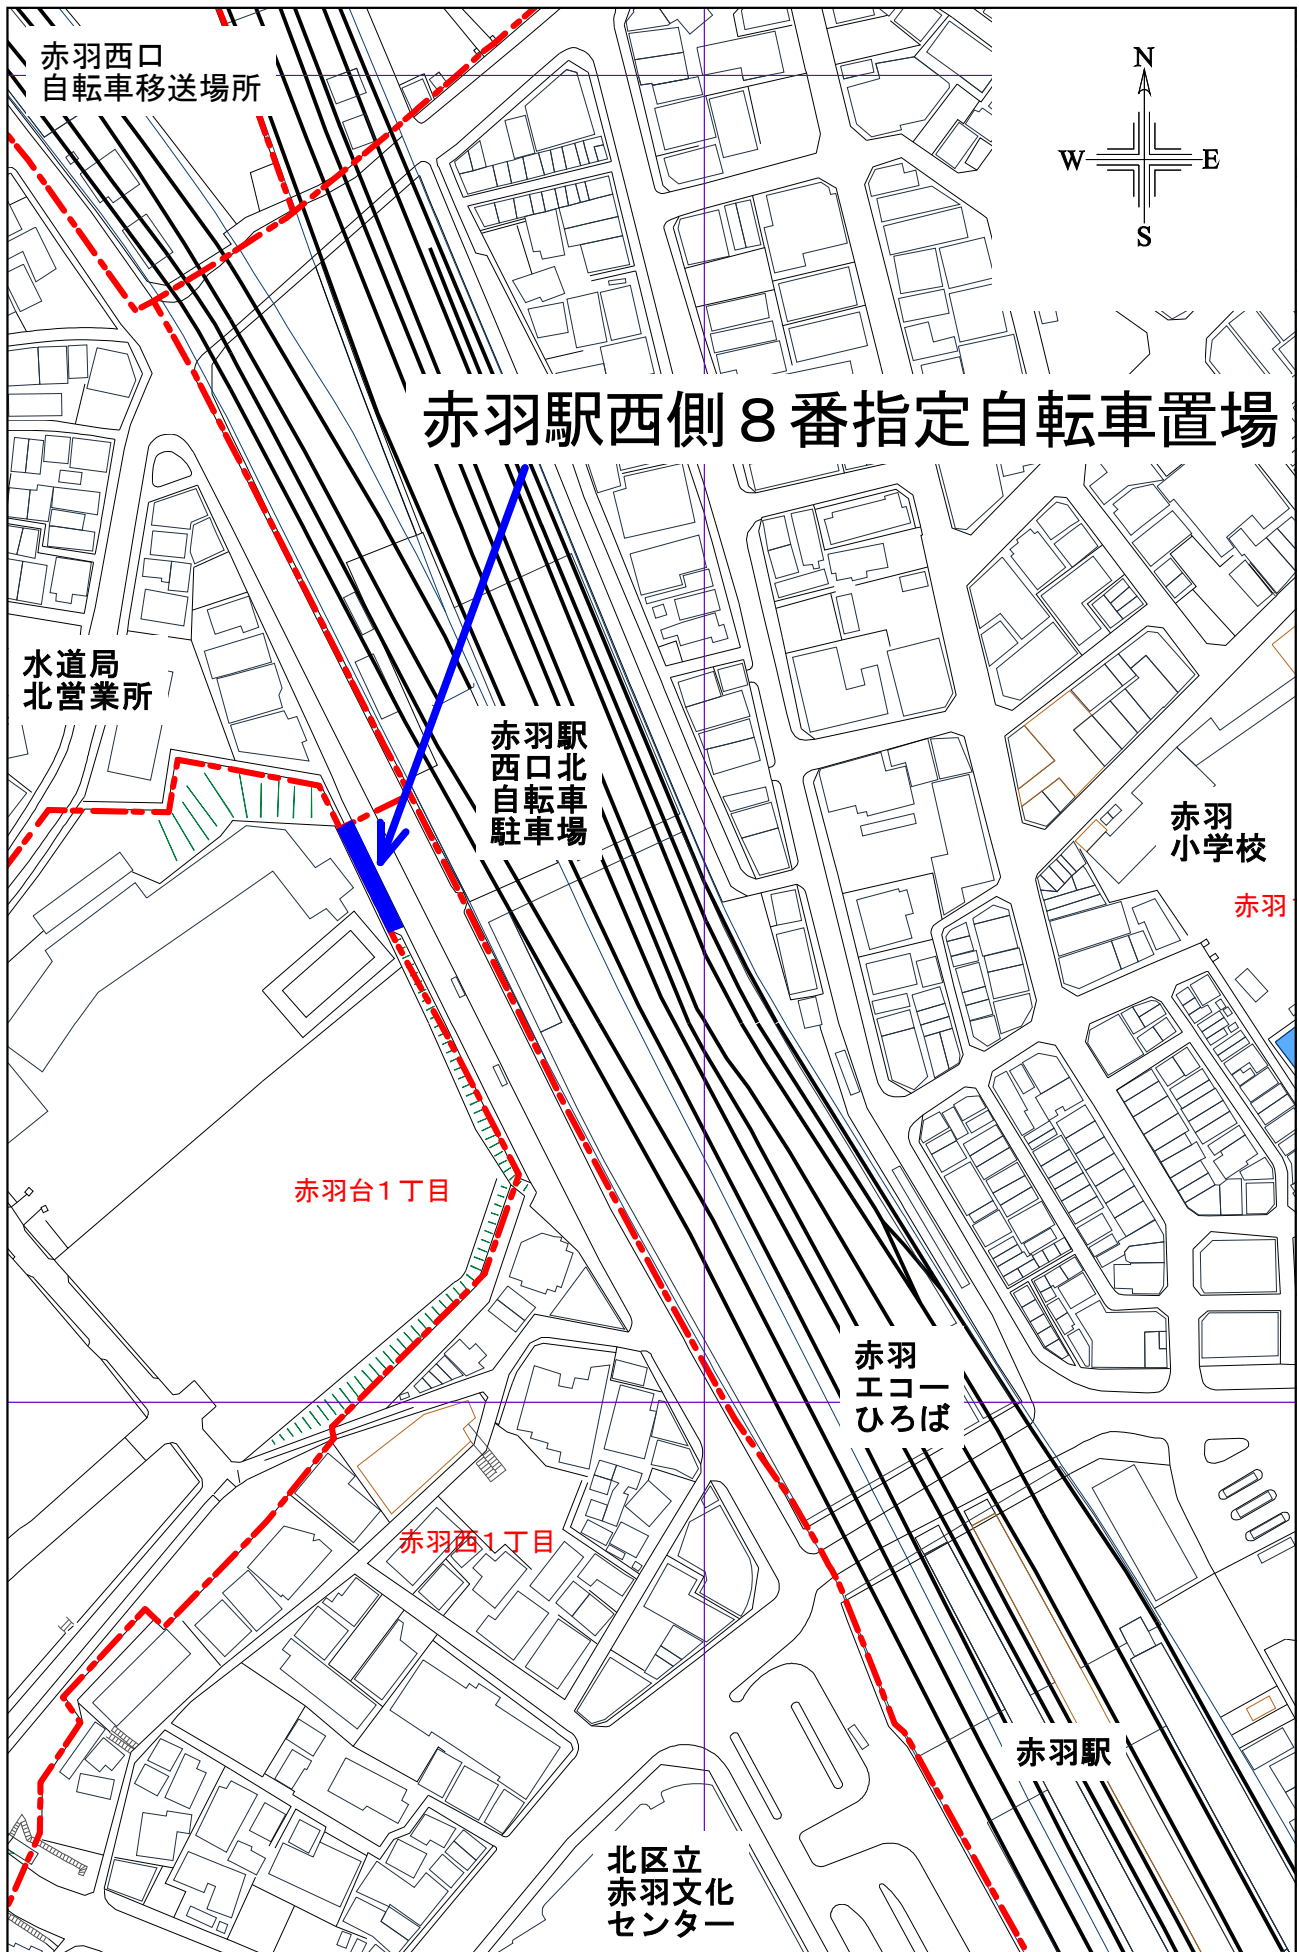 赤羽西口
自転車移送場所
N
W
E
S
赤羽駅西側８番指定自転車置場
水道局
北営業所
赤羽駅
西口北
自転車
駐車場
赤羽
小学校
赤羽
赤羽台1丁目
赤羽
エコー
ひろば
赤羽西1丁目
赤羽駅
北区立
赤羽文化
センター